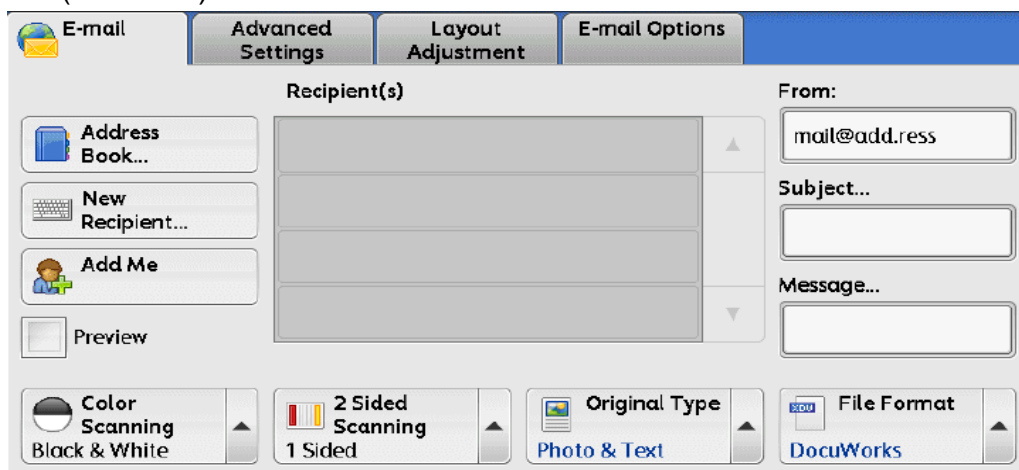 E-mail
Advanced
Settings
Layout
Adjustment
E-mail Options
Recipient(s)
From:
Address
Book...
mail@add.ress
New
Recipient...
Subject...
Add Me
Message...
Preview
Color
Scanning
Black & White
2 Sided
Scanning
1 Sided
Original Type
Photo & Text
XDW
File Format
DocuWorks